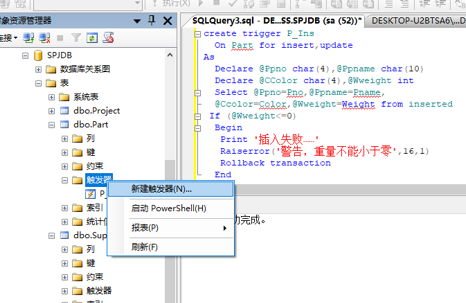 执行(X)
对象资源管理器
SQLQuery3.sql - DE...SS.SPJDB (sa (52))*
DESKTOP-U2BTSA6\...D
连接
SPJDB
数据库关系图
表
系统表
dbo.Project
dbo.Part
列
键
约束
触发器
P_
索引
统计信
dbo.Sup
列
键
约束
触发器
新建触发器(N)...
启动 PowerShell(H)
报表(P)
刷新(F)
create trigger P_Ins
On Part for insert,update
As
Declare @Ppno char(4),@Ppname char(10)
Declare @CColor char(4),@Wweight int
Select @Ppno=Pno,@Ppname=Pname,
@Ccolor=Color,@Wweight=Weight from inserted
If (@Wweight<=0)
Begin
Print '插入失败……'
Raiserror('警告，重量不能小于零',16,1)
Rollback transaction
End
功完成。